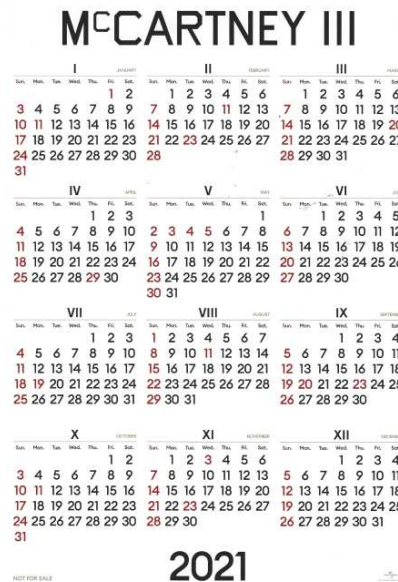 McCARTNEY III
I JANUARY
Sun. Mon. Tue. Wed. Thu. Fri. Sat.
1 2
3 4 5 6 7 8 9
10 11 12 13 14 15 16
17 18 19 20 21 22 23
24 25 26 27 28 29 30
31
II FEBRUARY
Sun. Mon. Tue. Wed. Thu. Fri. Sat.
1 2 3 4 5 6
7 8 9 10 11 12 13
14 15 16 17 18 19 20
21 22 23 24 25 26 27
28
III
Sun. Mon. Tue. Wed. Thu. Fri. Sat.
1 2 3 4 5 6
7 8 9 10 11 12 13
14 15 16 17 18 19 20
21 22 23 24 25 26 27
28 29 30 31
IV APRIL
Sun. Mon. Tue. Wed. Thu. Fri. Sat.
1 2 3
4 5 6 7 8 9 10
11 12 13 14 15 16 17
18 19 20 21 22 23 24
25 26 27 28 29 30
V MAY
Sun. Mon. Tue. Wed. Thu. Fri. Sat.
1
2 3 4 5 6 7 8
9 10 11 12 13 14 15
16 17 18 19 20 21 22
23 24 25 26 27 28 29
30 31
VI
Sun. Mon. Tue. Wed. Thu. Fri. Sat.
1 2 3 4 5
6 7 8 9 10 11 12
13 14 15 16 17 18 19
20 21 22 23 24 25 26
27 28 29 30
VII JULY
Sun. Mon. Tue. Wed. Thu. Fri. Sat.
1 2 3
4 5 6 7 8 9 10
11 12 13 14 15 16 17
18 19 20 21 22 23 24
25 26 27 28 29 30 31
VIII AUGUST
Sun. Mon. Tue. Wed. Thu. Fri. Sat.
1 2 3 4 5 6 7
8 9 10 11 12 13 14
15 16 17 18 19 20 21
22 23 24 25 26 27 28
29 30 31
IX
Sun. Mon. Tue. Wed. Thu. Fri. Sat.
1 2 3 4
5 6 7 8 9 10 11
12 13 14 15 16 17 18
19 20 21 22 23 24 25
26 27 28 29 30
X OCTOBER
Sun. Mon. Tue. Wed. Thu. Fri. Sat.
1 2
3 4 5 6 7 8 9
10 11 12 13 14 15 16
17 18 19 20 21 22 23
24 25 26 27 28 29 30
31
XI NOVEMBER
Sun. Mon. Tue. Wed. Thu. Fri. Sat.
1 2 3 4 5 6
7 8 9 10 11 12 13
14 15 16 17 18 19 20
21 22 23 24 25 26 27
28 29 30
XII
Sun. Mon. Tue. Wed. Thu. Fri. Sat.
1 2 3 4
5 6 7 8 9 10 11
12 13 14 15 16 17 18
19 20 21 22 23 24 25
26 27 28 29 30 31
2021
NOT FOR SALE